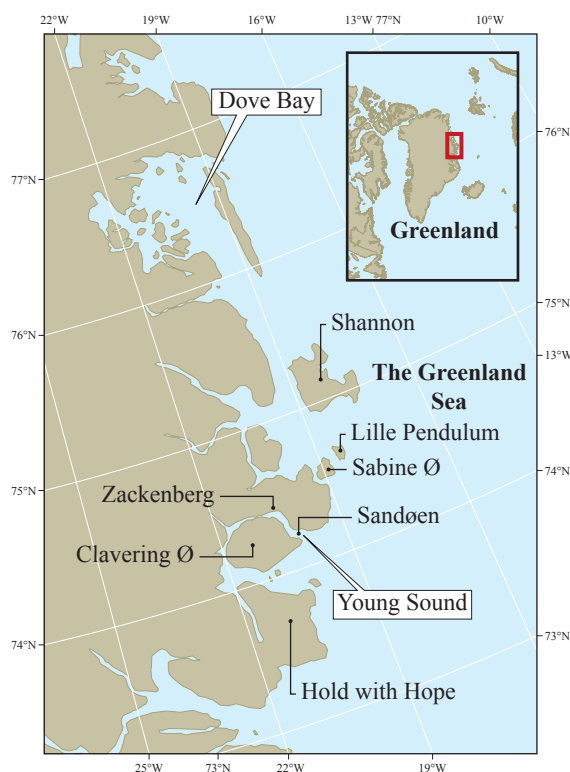 22°W
19°W
16°W
13°W 77°N
10°W
Dove Bay
76°N
77°N
Greenland
75°N
Shannon
76°N
13°W
The Greenland
Sea
Lille Pendulum
Sabine Ø
74°N
75°N
Zackenberg
Sandøen
Clavering Ø
Young Sound
73°N
74°N
Hold with Hope
25°W
73°N
22°W
19°W